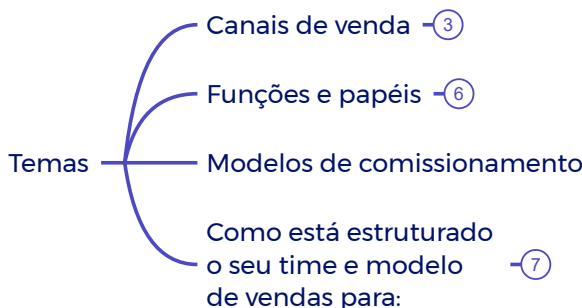 Canais de venda 3
Funções e papéis 6
Temas
Modelos de comissionamento
Como está estruturado
o seu time e modelo 7
de vendas para: